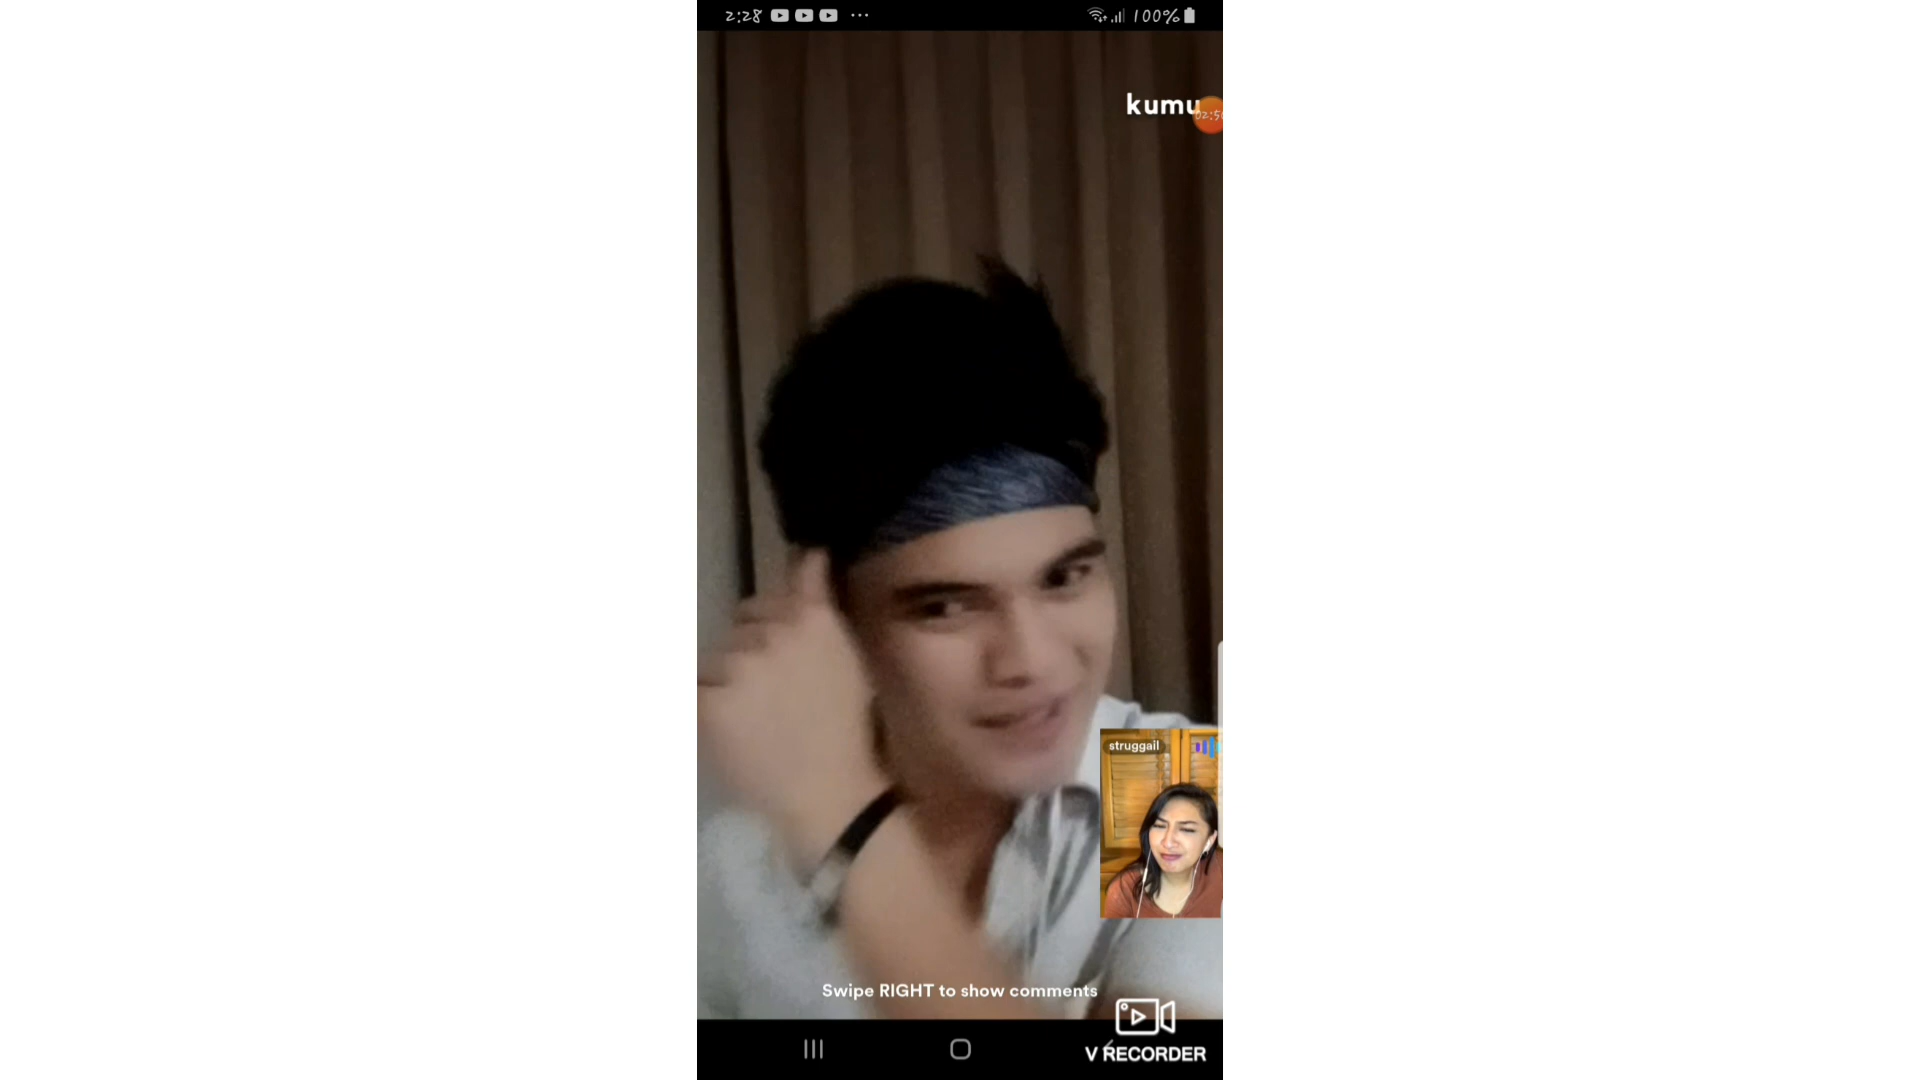 2:28 ... 100%
kumu
struggail
Swipe RIGHT to show comments
V RECORDER